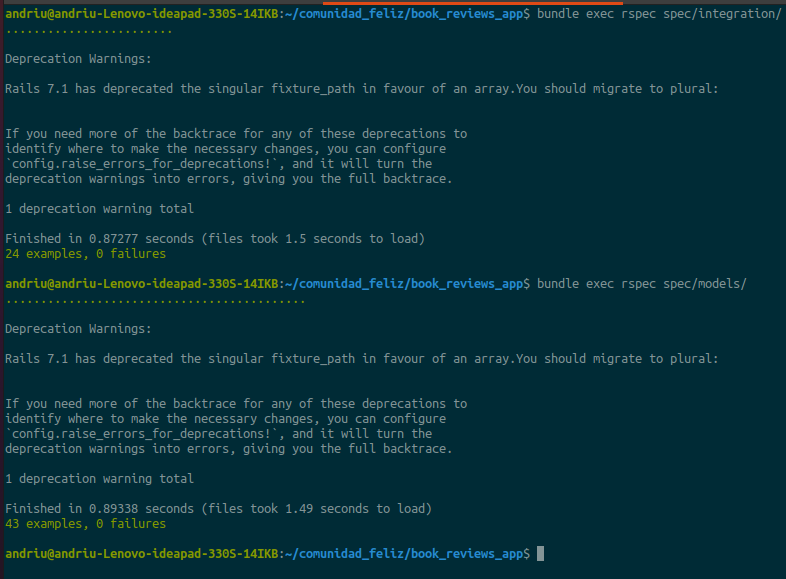 andriu@andriu-Lenovo-ideapad-330S-14IKB:~/comunidad_feliz/book_reviews_app$ bundle exec rspec spec/integration/
........................
Deprecation Warnings:
Rails 7.1 has deprecated the singular fixture_path in favour of an array.You should migrate to plural:
If you need more of the backtrace for any of these deprecations to
identify where to make the necessary changes, you can configure
`config.raise_errors_for_deprecations!`, and it will turn the
deprecation warnings into errors, giving you the full backtrace.
1 deprecation warning total
Finished in 0.87277 seconds (files took 1.5 seconds to load)
24 examples, 0 failures
andriu@andriu-Lenovo-ideapad-330S-14IKB:~/comunidad_feliz/book_reviews_app$ bundle exec rspec spec/models/
...........................................
Deprecation Warnings:
Rails 7.1 has deprecated the singular fixture_path in favour of an array.You should migrate to plural:
If you need more of the backtrace for any of these deprecations to
identify where to make the necessary changes, you can configure
`config.raise_errors_for_deprecations!`, and it will turn the
deprecation warnings into errors, giving you the full backtrace.
1 deprecation warning total
Finished in 0.89338 seconds (files took 1.49 seconds to load)
43 examples, 0 failures
andriu@andriu-Lenovo-ideapad-330S-14IKB:~/comunidad_feliz/book_reviews_app$